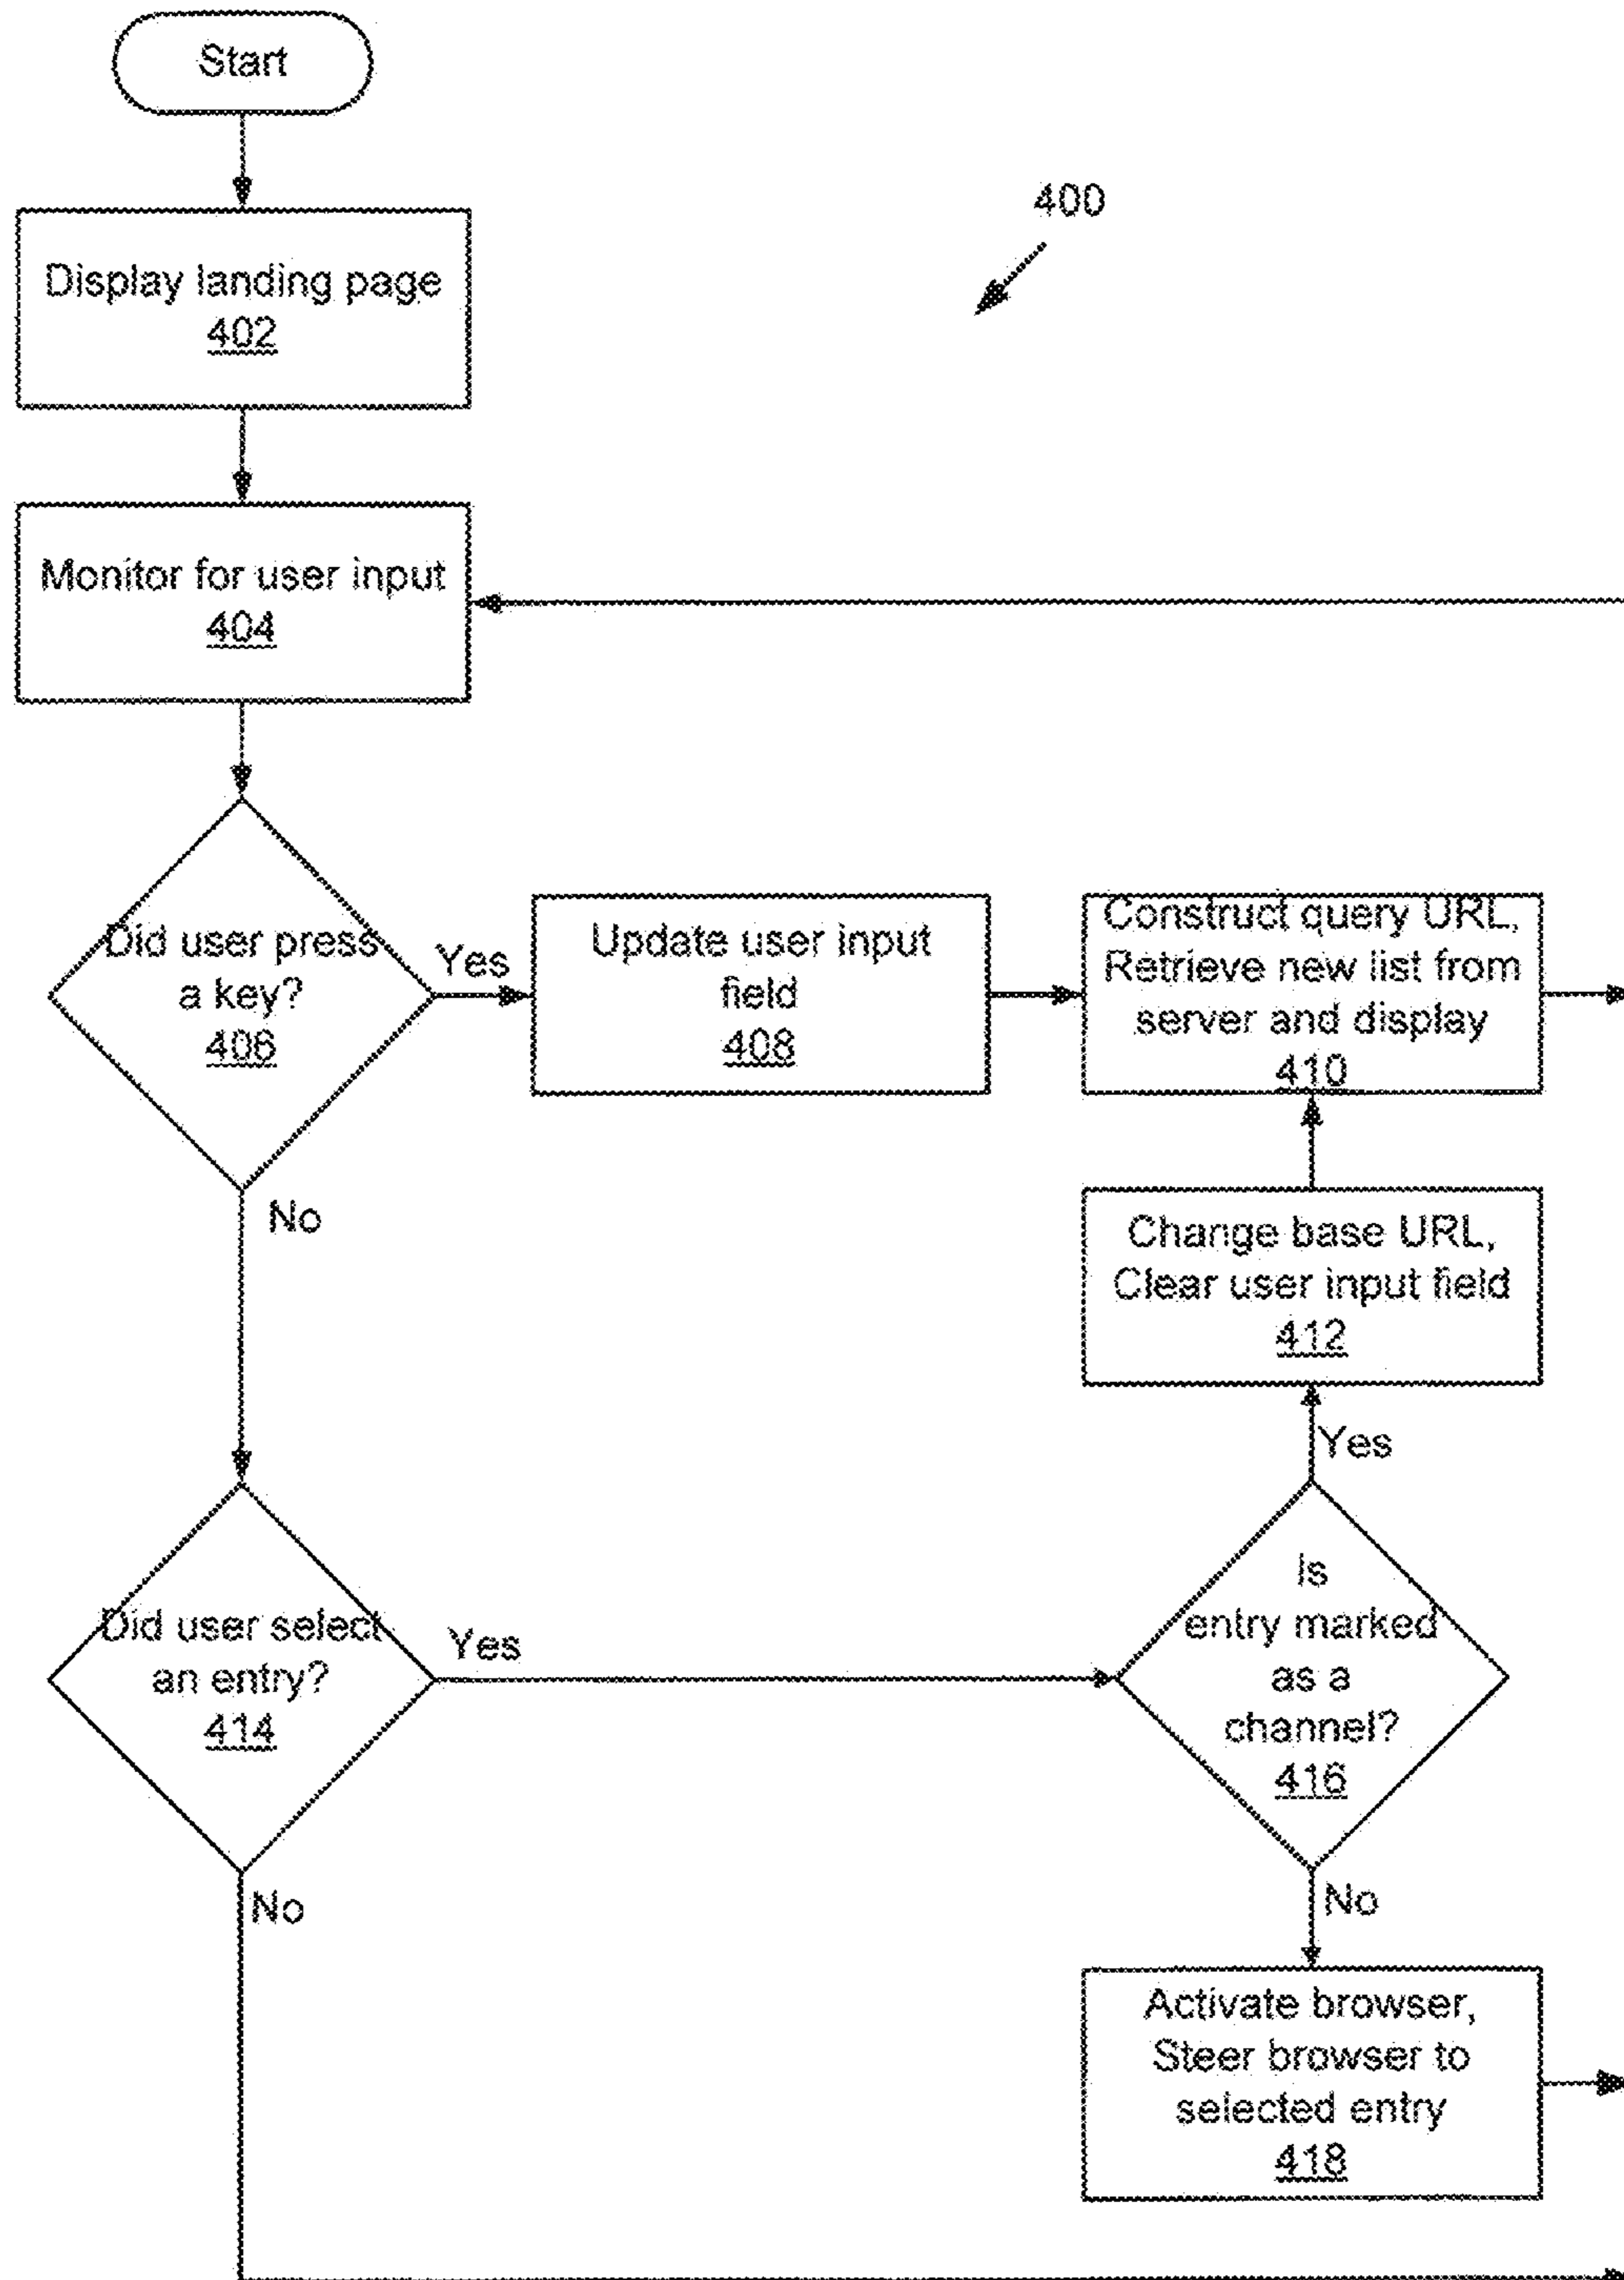 Start
400
Display landing page
402
Monitor for user input
404
Did user press
a key?
406
Yes
Update user input
field
408
Construct query URL,
Retrieve new list from
server and display
410
No
Change base URL,
Clear user input field
412
Yes
Did user select
an entry?
414
Yes
Is
entry marked
as a
channel?
416
No
No
Activate browser,
Steer browser to
selected entry
418